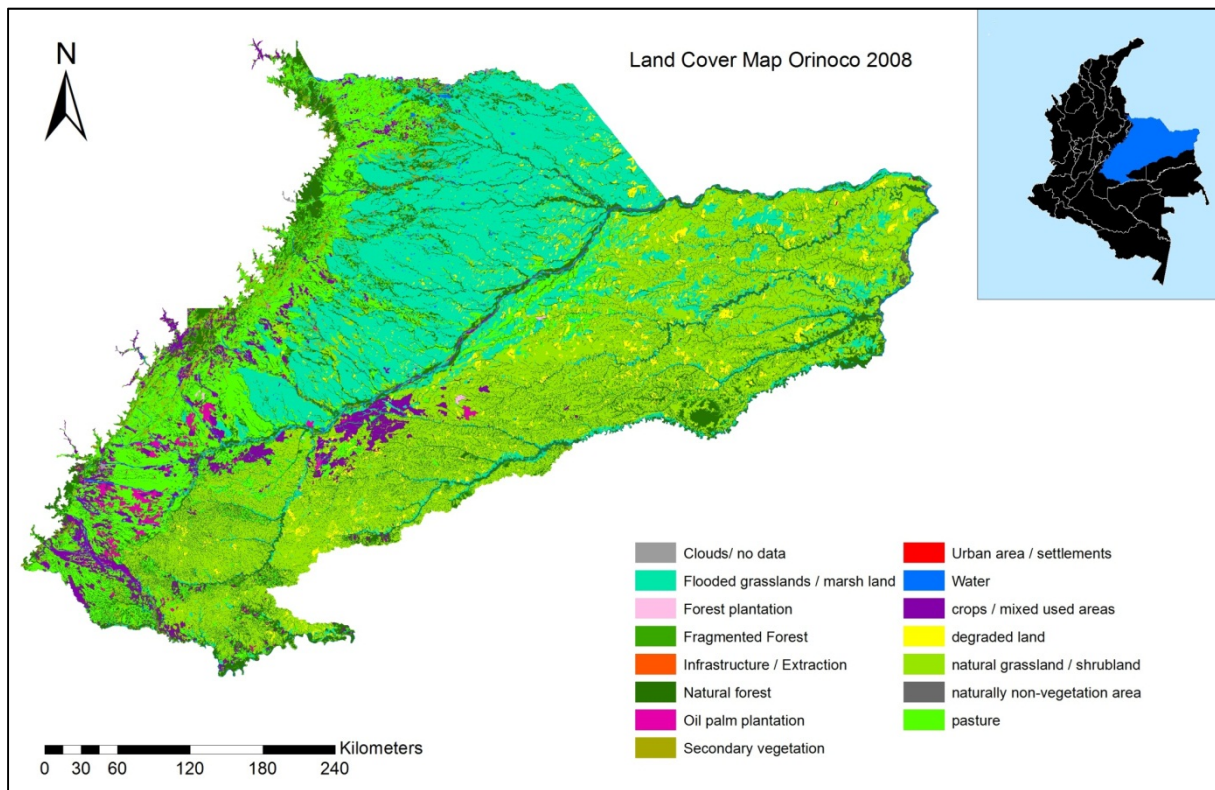 N
Land Cover Map Orinoco 2008
Clouds/ no data
Flooded grasslands / marsh land
Forest plantation
Fragmented Forest
Infrastructure / Extraction
Natural forest
Oil palm plantation
Secondary vegetation
Urban area / settlements
Water
crops / mixed used areas
degraded land
natural grassland / shrubland
naturally non-vegetation area
pasture
Kilometers
0 30 60 120 180 240